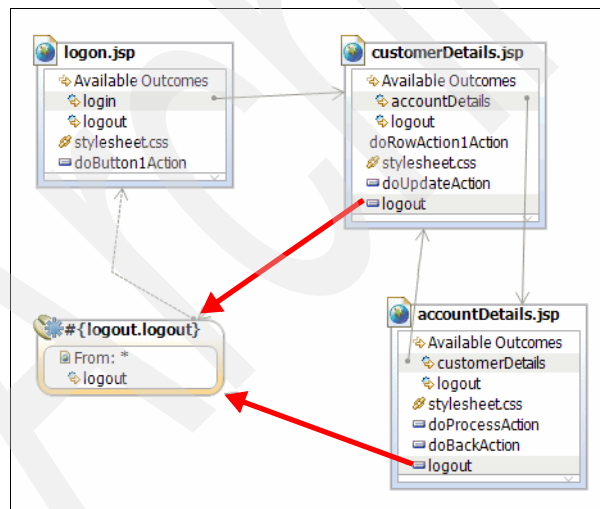 logon.jsp
Available Outcomes
login
logout
stylesheet.css
doButton1Action
customerDetails.jsp
Available Outcomes
accountDetails
logout
doRowAction1Action
stylesheet.css
doUpdateAction
logout
#{logout.logout}
From: *
logout
accountDetails.jsp
Available Outcomes
customerDetails
logout
stylesheet.css
doProcessAction
doBackAction
logout